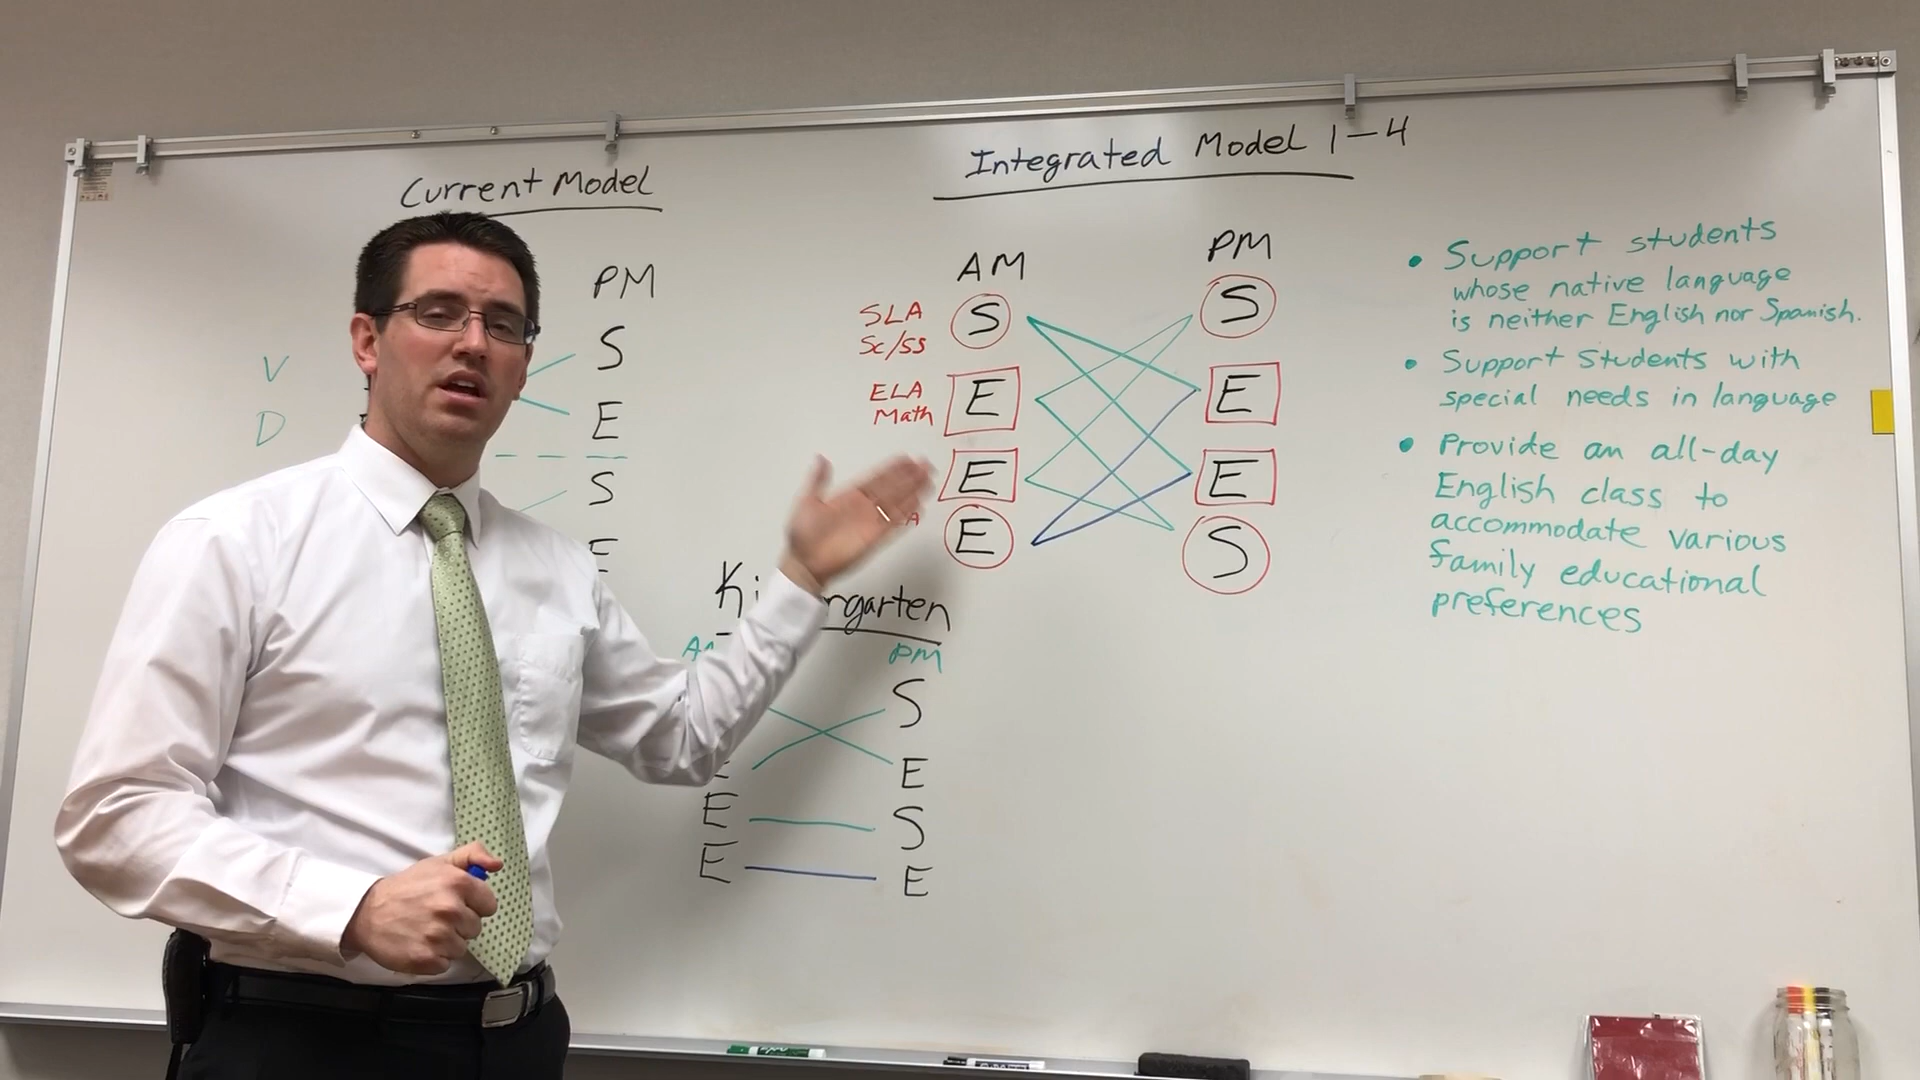 Current Model
PM
V
S
D
E
S
E
Integrated Model 1-4
AM
PM
SLA
Sc/SS
S
S
ELA
Math
E
E
E
E
E
S
Kindergarten
PM
S
E
E
S
E
E
• Support students
whose native language
is neither English nor Spanish.
• Support Students with
special needs in language
• Provide an all-day
English class to
accommodate various
family educational
preferences